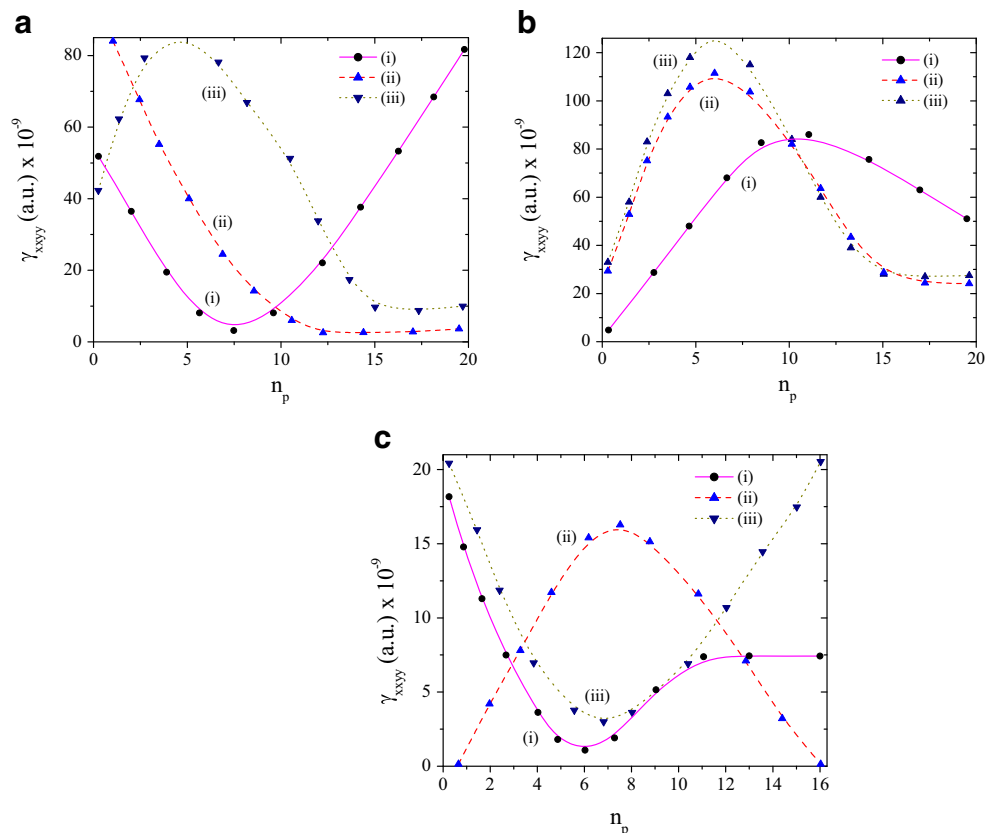 a
γxxyy (a.u.) x 10-9
80
60
40
20
0
0 5 10 15 20
np
(i)
(ii)
(iii)
(iii)
(ii)
(i)
b
γxxyy (a.u.) x 10-9
120
100
80
60
40
20
0
0 5 10 15 20
np
(i)
(ii)
(iii)
(iii)
(ii)
(i)
c
γxxyy (a.u.) x 10-9
20
15
10
5
0
0 2 4 6 8 10 12 14 16
np
(i)
(ii)
(iii)
(ii)
(iii)
(i)